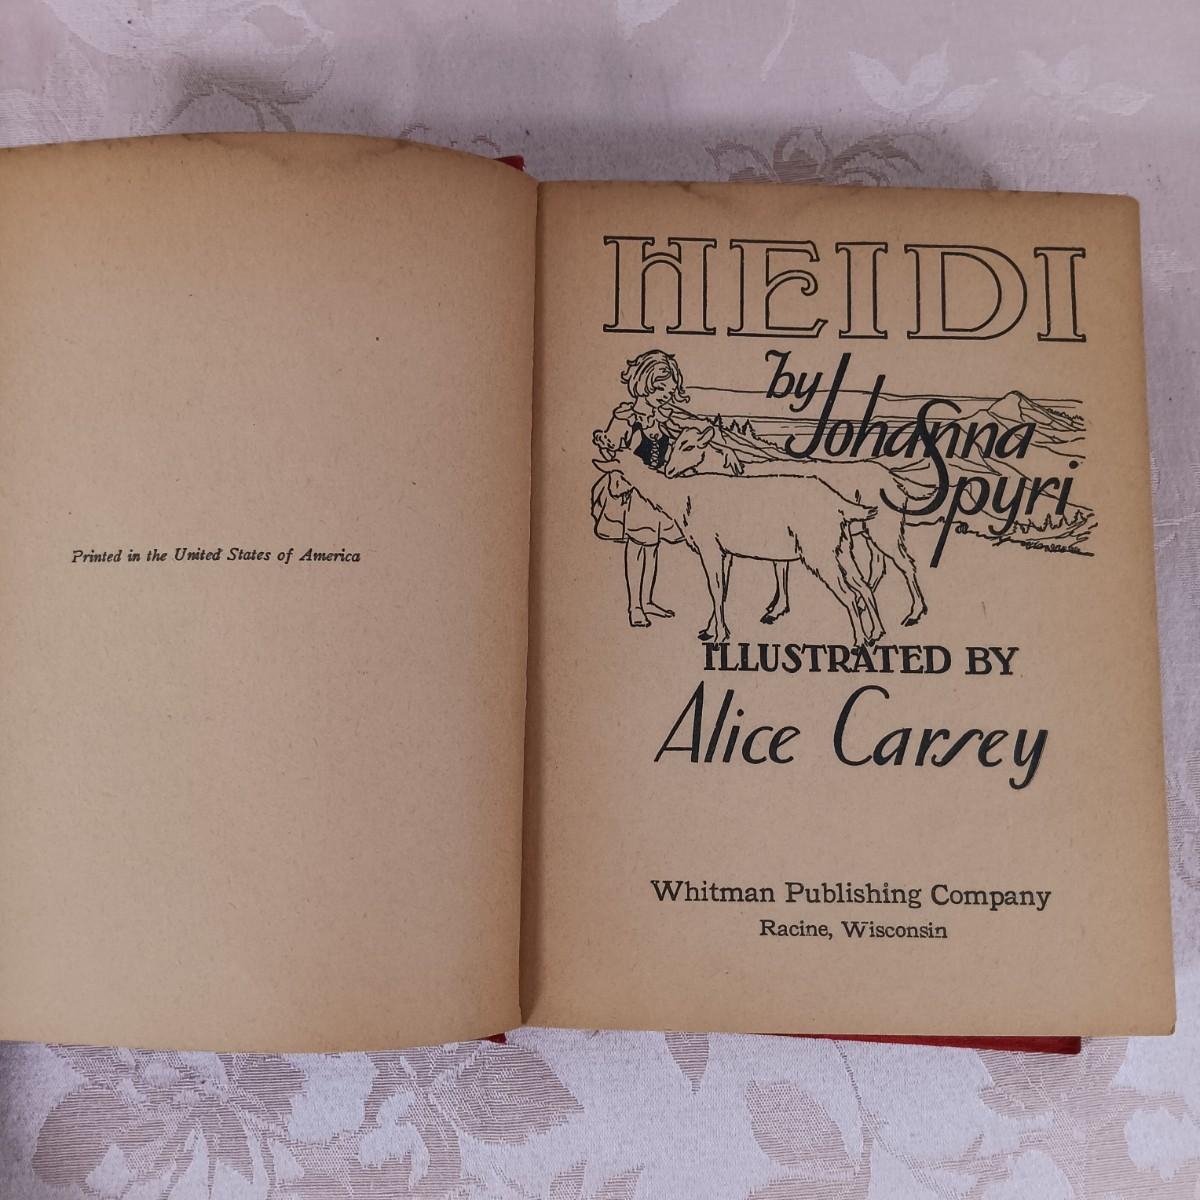 Printed in the United States of America
HEIDI
by Johanna
Spyri
ILLUSTRATED BY
Alice Carsey
Whitman Publishing Company
Racine, Wisconsin